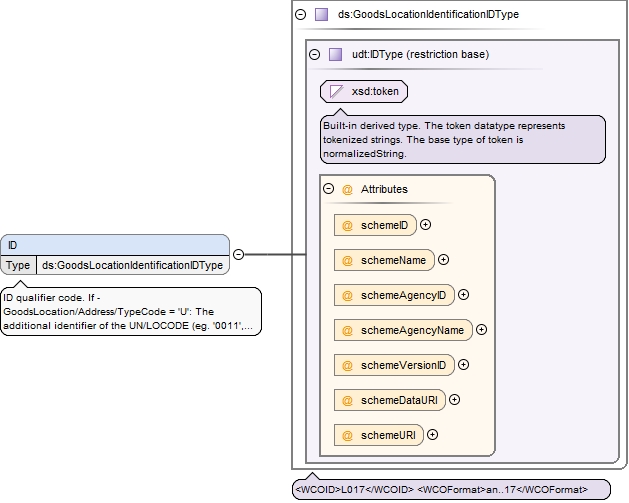 ds:GoodsLocationIdentificationIDType
udt:IDType (restriction base)
xsd:token
Built-in derived type. The token datatype represents
tokenized strings. The base type of token is
normalizedString.
@ Attributes
@ schemeID
@ schemeName
@ schemeAgencyID
@ schemeAgencyName
@ schemeVersionID
@ schemeDataURI
@ schemeURI
ID
Type ds:GoodsLocationIdentificationIDType
ID qualifier code. If -
GoodsLocation/Address/TypeCode = 'U': The
additional identifier of the UN/LOCODE (eg. '0011',...
<WCOID>L017</WCOID> <WCOFormat>an..17</WCOFormat>